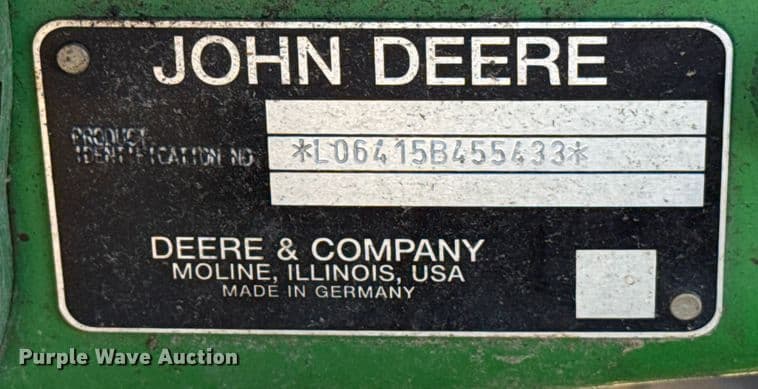 JOHN DEERE
PRODUCT
IDENTIFICATION NO
*L06415B455433*
DEERE & COMPANY
MOLINE, ILLINOIS, USA
MADE IN GERMANY
Purple Wave Auction